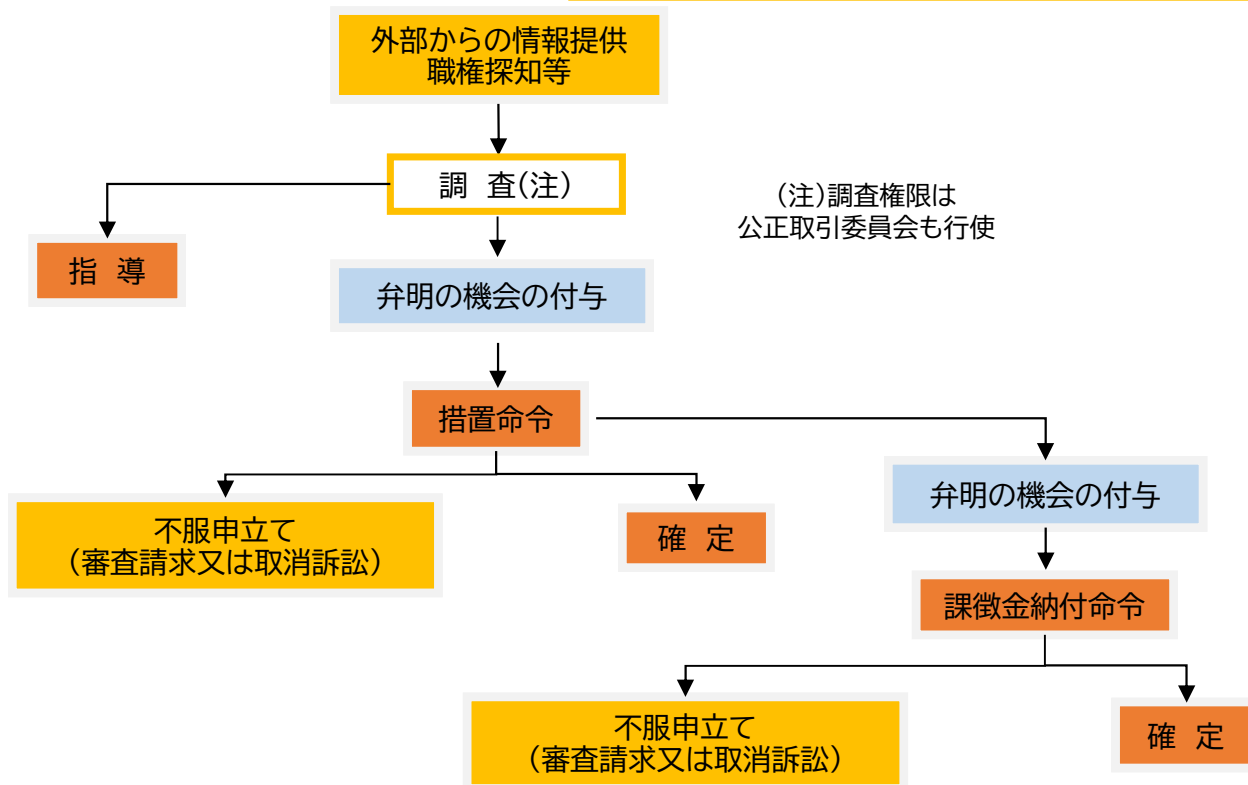 外部からの情報提供
職権探知等
調 査(注)
(注)調査権限は
公正取引委員会も行使
指 導
弁明の機会の付与
措置命令
弁明の機会の付与
不服申立て
(審査請求又は取消訴訟)
確 定
課徴金納付命令
不服申立て
(審査請求又は取消訴訟)
確 定